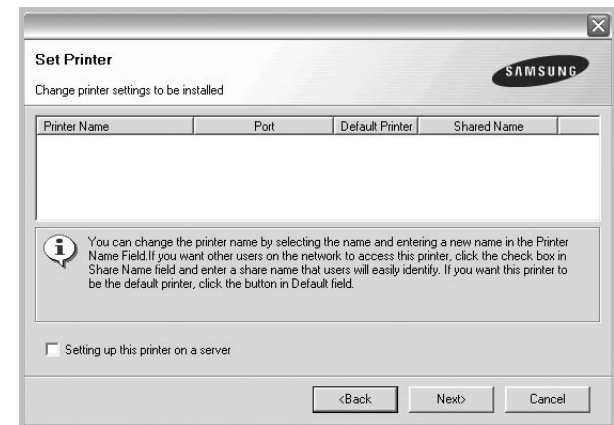 Set Printer
SAMSUNG
Change printer settings to be installed
Printer Name Port Default Printer Shared Name
You can change the printer name by selecting the name and entering a new name in the Printer
Name Field.If you want other users on the network to access this printer, click the check box in
Share Name field and enter a share name that users will easily identify. If you want this printer to
be the default printer, click the button in Default field.
Setting up this printer on a server
<Back Next> Cancel